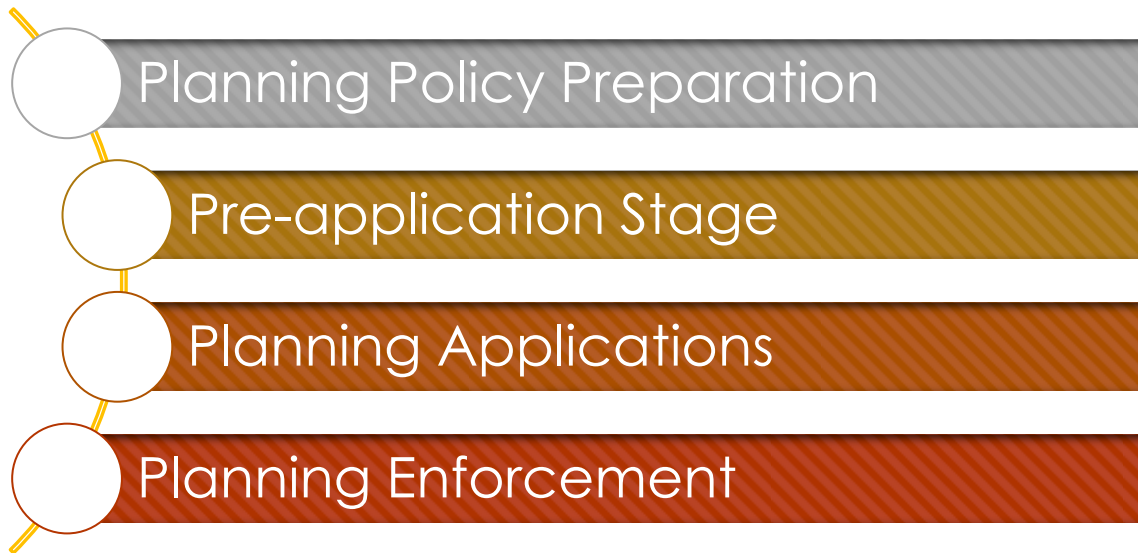 Planning Policy Preparation
Pre-application Stage
Planning Applications
Planning Enforcement